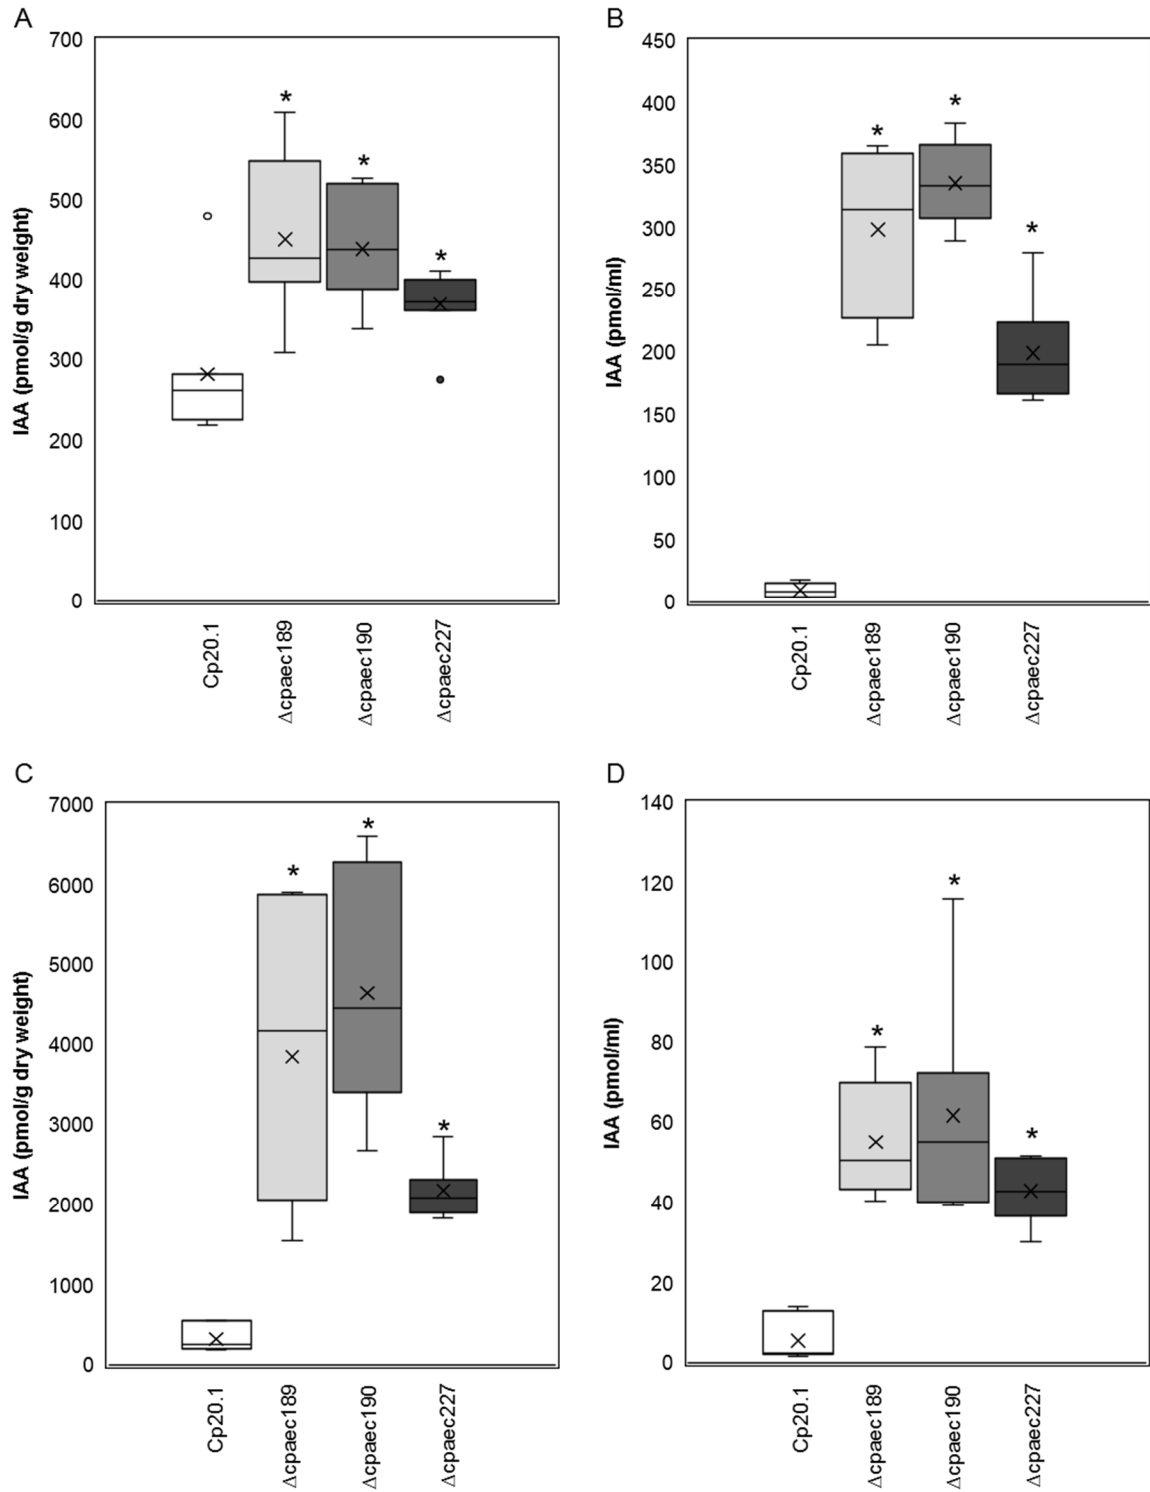 A
700
600
500
400
300
200
100
0
IAA (pmol/g dry weight)
*
*
*
Cp20.1
Δcpaec189
Δcpaec190
Δcpaec227
B
450
400
350
300
250
200
150
100
50
0
IAA (pmol/ml)
*
*
*
Cp20.1
Δcpaec189
Δcpaec190
Δcpaec227
C
7000
6000
5000
4000
3000
2000
1000
0
IAA (pmol/g dry weight)
*
*
*
Cp20.1
Δcpaec189
Δcpaec190
Δcpaec227
D
140
120
100
80
60
40
20
0
IAA (pmol/ml)
*
*
*
Cp20.1
Δcpaec189
Δcpaec190
Δcpaec227